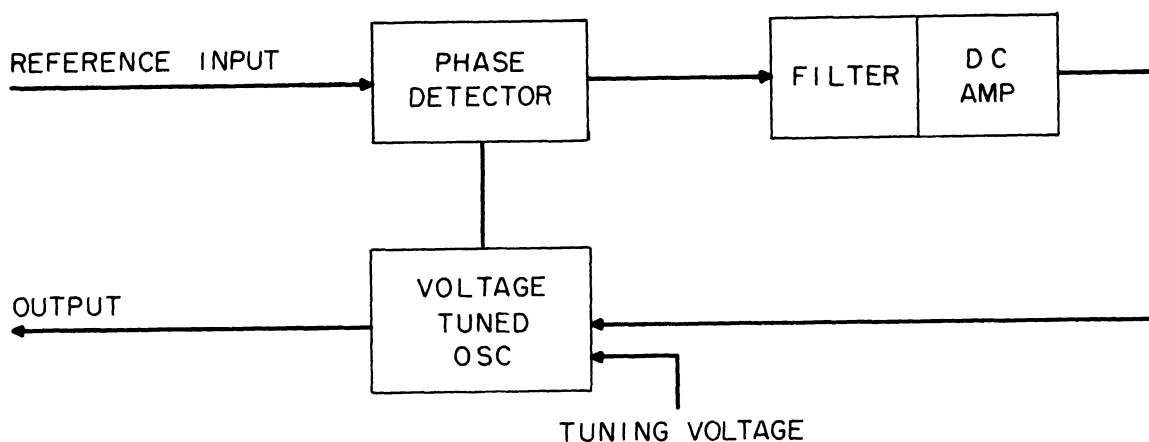 REFERENCE INPUT
PHASE
DETECTOR
FILTER
DC
AMP
OUTPUT
VOLTAGE
TUNED
OSC
TUNING VOLTAGE